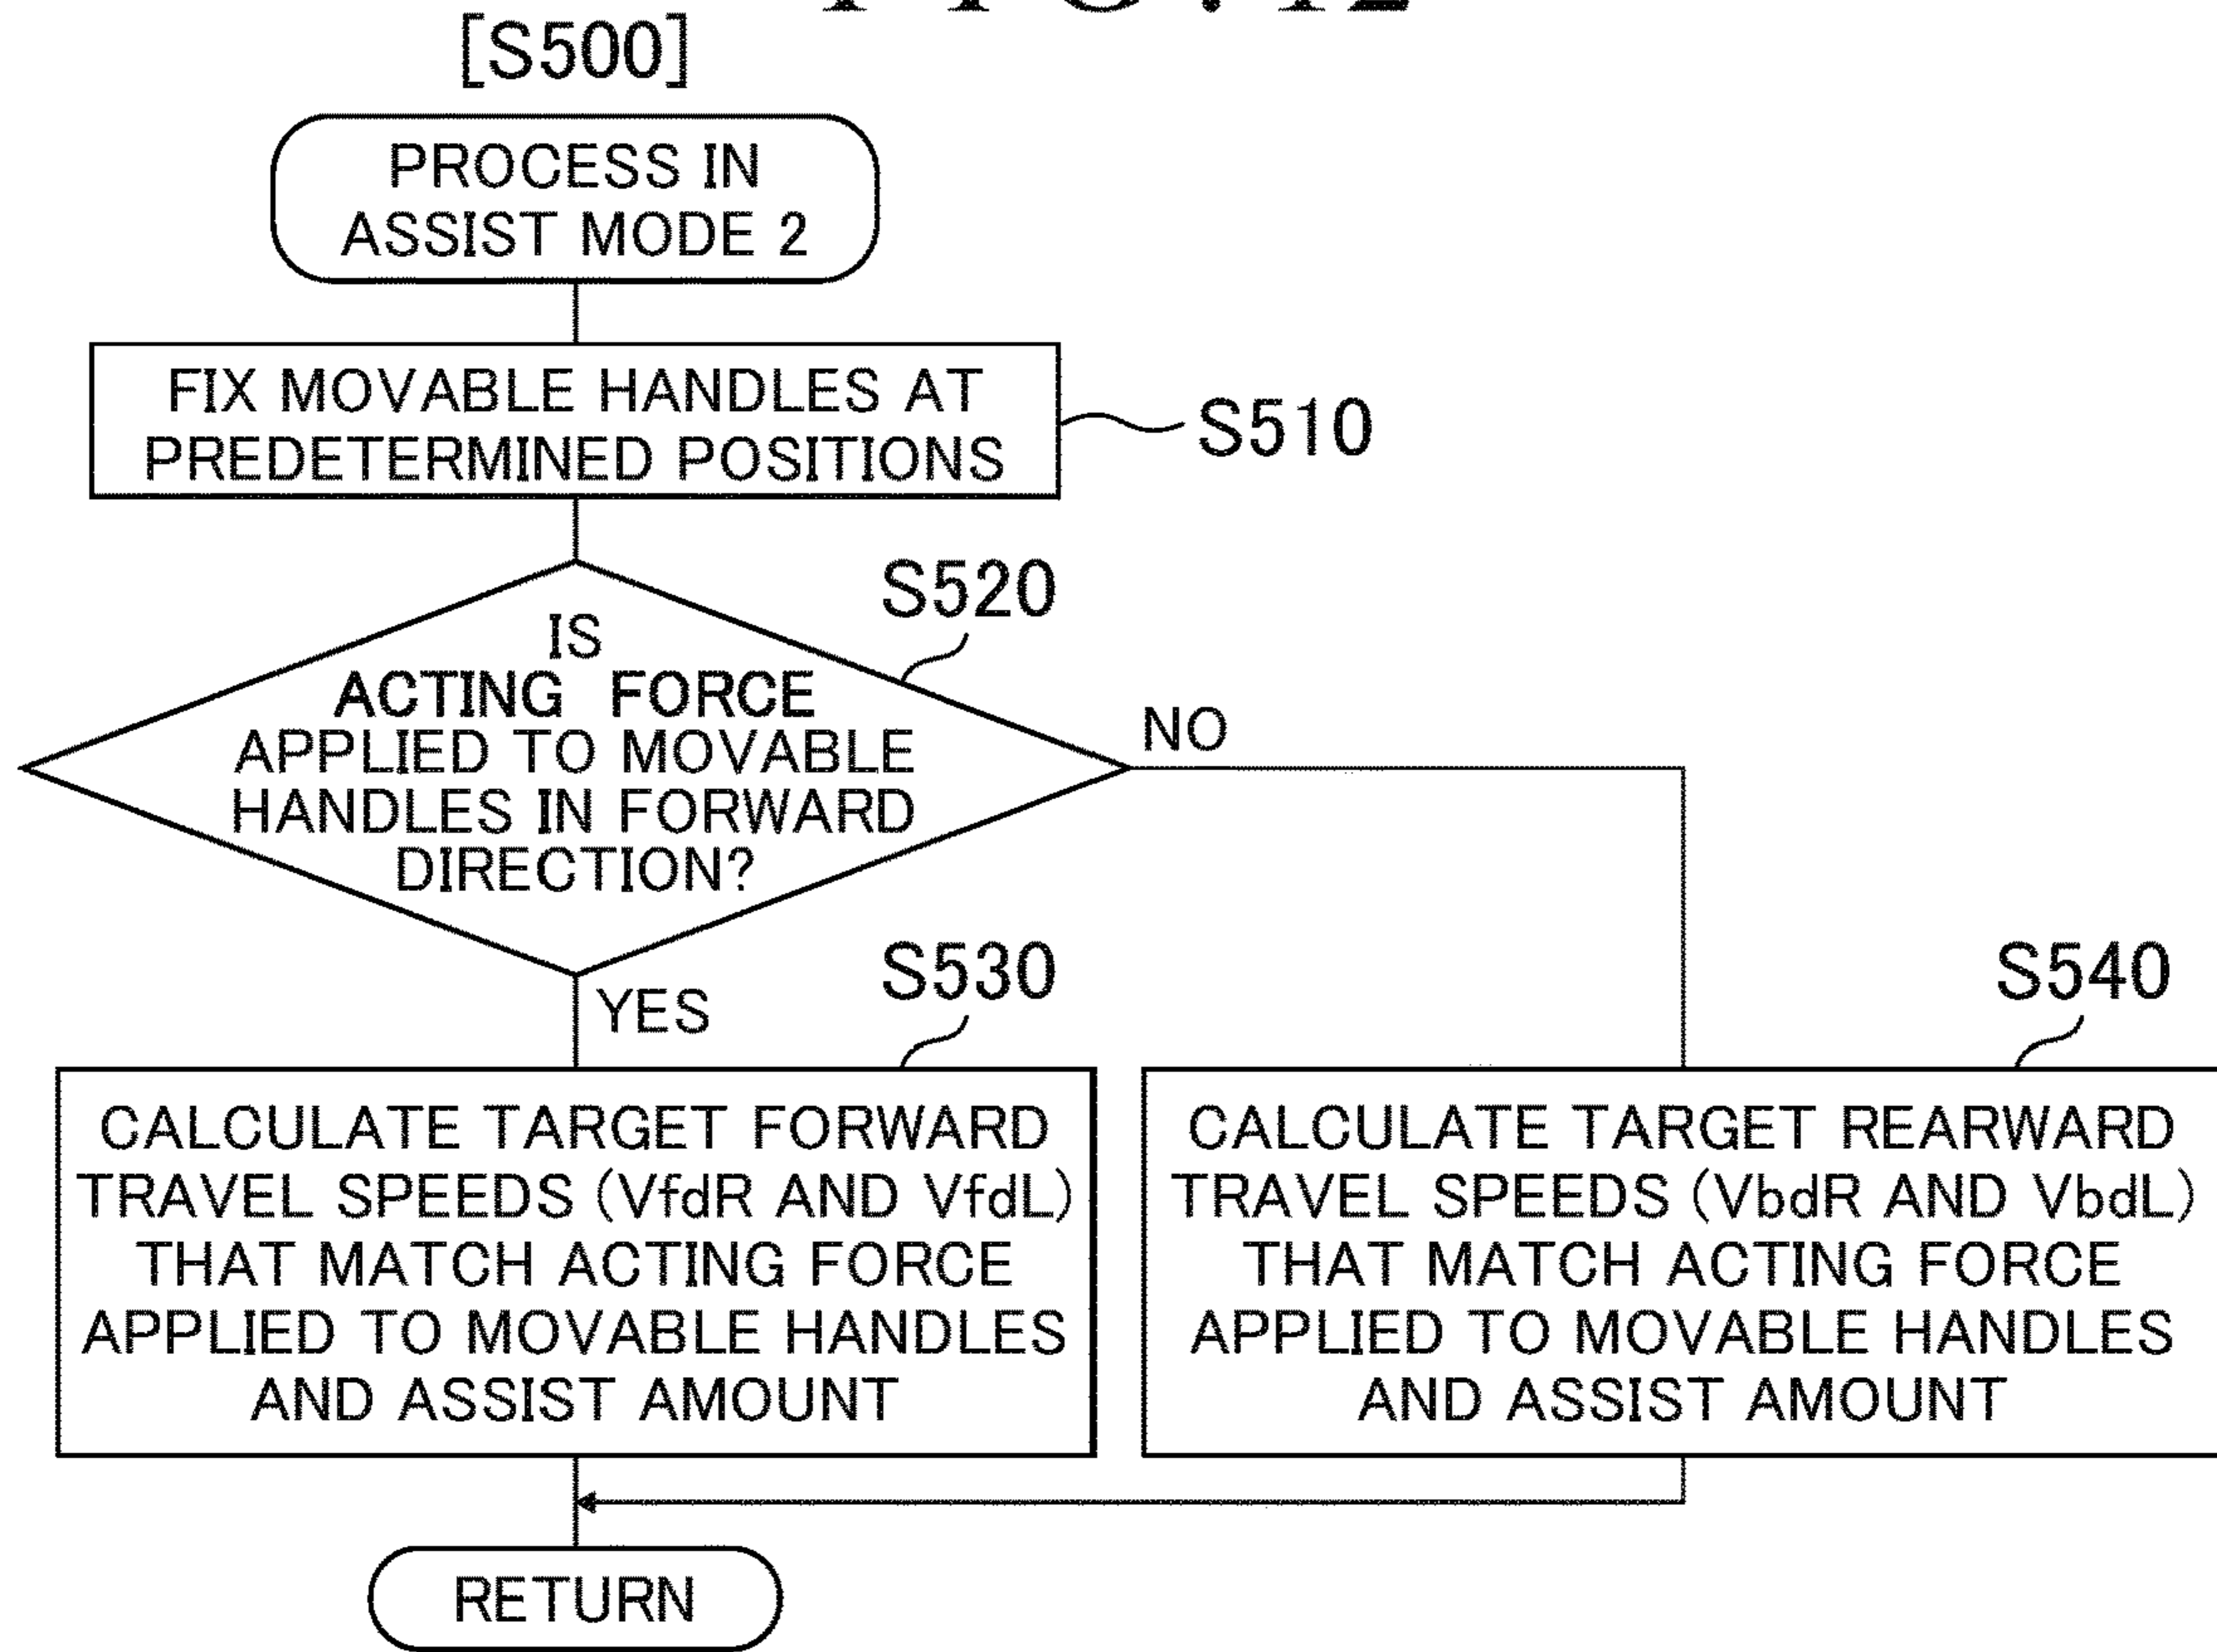 [S500]
PROCESS IN
ASSIST MODE 2
FIX MOVABLE HANDLES AT
PREDETERMINED POSITIONS
S510
S520
IS
ACTING FORCE
APPLIED TO MOVABLE
HANDLES IN FORWARD
DIRECTION?
NO
YES
S530
CALCULATE TARGET FORWARD
TRAVEL SPEEDS (VfdR AND VfdL)
THAT MATCH ACTING FORCE
APPLIED TO MOVABLE HANDLES
AND ASSIST AMOUNT
S540
CALCULATE TARGET REARWARD
TRAVEL SPEEDS (VbdR AND VbdL)
THAT MATCH ACTING FORCE
APPLIED TO MOVABLE HANDLES
AND ASSIST AMOUNT
RETURN